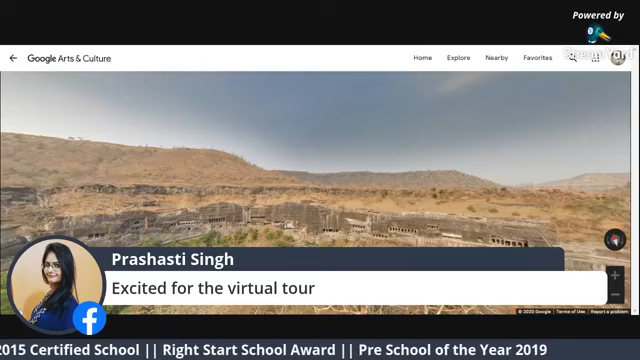 Powered by
StreamYard
Google Arts & Culture
Home Explore Nearby Favorites
© 2020 Google Terms of Use Report a problem
Prashasti Singh
Excited for the virtual tour
2015 Certified School || Right Start School Award || Pre School of the Year 2019